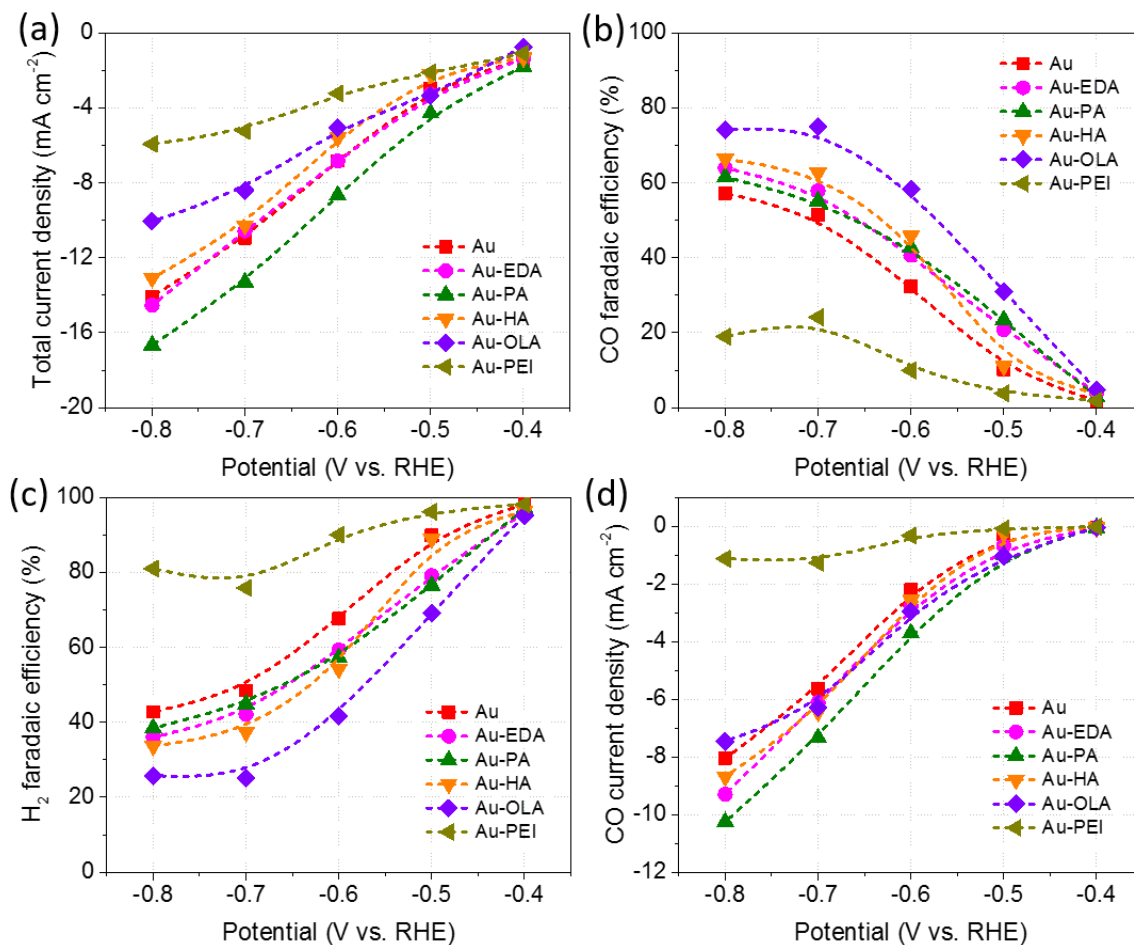 (a)
Total current density (mA cm⁻²)
0
-4
-8
-12
-16
-20
-0.8 -0.7 -0.6 -0.5 -0.4
Potential (V vs. RHE)
Au
Au-EDA
Au-PA
Au-HA
Au-OLA
Au-PEI
(b)
CO faradaic efficiency (%)
100
80
60
40
20
0
-0.8 -0.7 -0.6 -0.5 -0.4
Potential (V vs. RHE)
Au
Au-EDA
Au-PA
Au-HA
Au-OLA
Au-PEI
(c)
H₂ faradaic efficiency (%)
100
80
60
40
20
0
-0.8 -0.7 -0.6 -0.5 -0.4
Potential (V vs. RHE)
Au
Au-EDA
Au-PA
Au-HA
Au-OLA
Au-PEI
(d)
CO current density (mA cm⁻²)
0
-2
-4
-6
-8
-10
-12
-0.8 -0.7 -0.6 -0.5 -0.4
Potential (V vs. RHE)
Au
Au-EDA
Au-PA
Au-HA
Au-OLA
Au-PEI